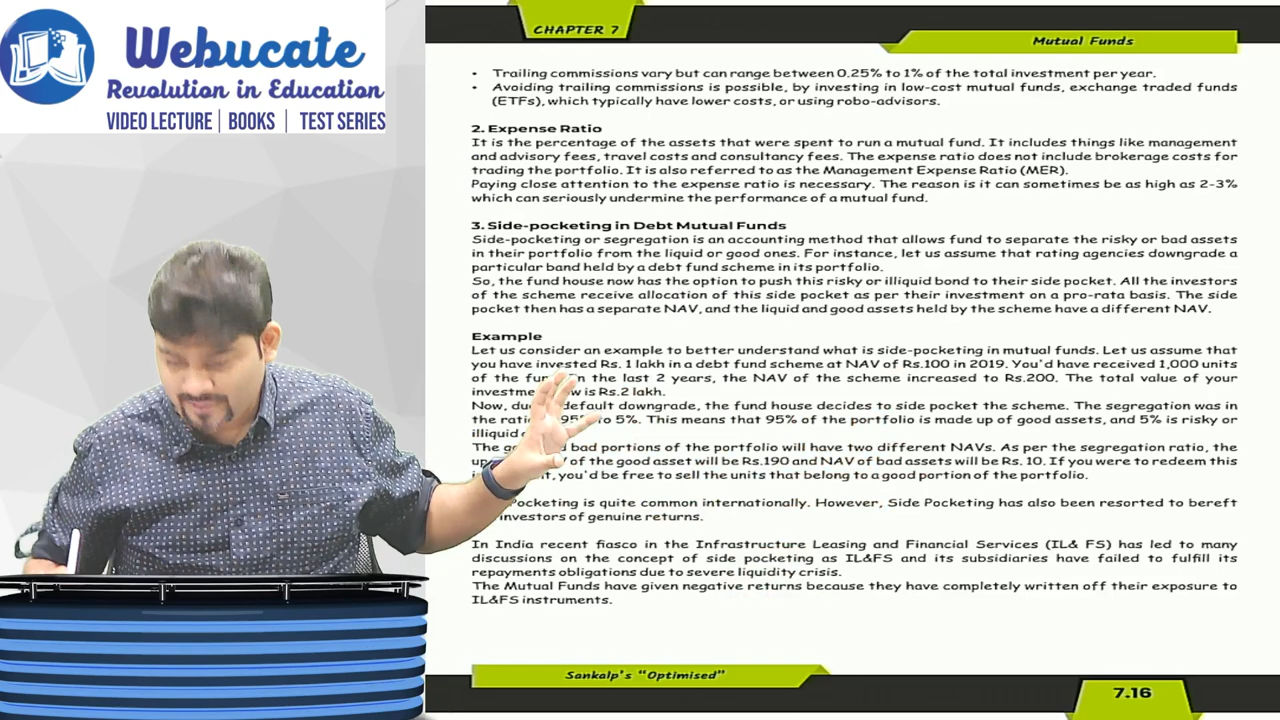 Webucate
Revolution in Education
VIDEO LECTURE | BOOKS | TEST SERIES
CHAPTER 7
Mutual Funds
• Trailing commissions vary but can range between 0.25% to 1% of the total investment per year.
• Avoiding trailing commissions is possible, by investing in low-cost mutual funds, exchange traded funds
(ETFs), which typically have lower costs, or using robo-advisors.
2. Expense Ratio
It is the percentage of the assets that were spent to run a mutual fund. It includes things like management
and advisory fees, travel costs and consultancy fees. The expense ratio does not include brokerage costs for
trading the portfolio. It is also referred to as the Management Expense Ratio (MER).
Paying close attention to the expense ratio is necessary. The reason is it can sometimes be as high as 2-3%
which can seriously undermine the performance of a mutual fund.
3. Side-pocketing in Debt Mutual Funds
Side-pocketing or segregation is an accounting method that allows fund to separate the risky or bad assets
in their portfolio from the liquid or good ones. For instance, let us assume that rating agencies downgrade a
particular band held by a debt fund scheme in its portfolio.
So, the fund house now has the option to push this risky or illiquid bond to their side pocket. All the investors
of the scheme receive allocation of this side pocket as per their investment on a pro-rata basis. The side
pocket then has a separate NAV, and the liquid and good assets held by the scheme have a different NAV.
Example
Let us consider an example to better understand what is side-pocketing in mutual funds. Let us assume that
you have invested Rs. 1 lakh in a debt fund scheme at NAV of Rs.100 in 2019. You'd have received 1,000 units
of the In the last 2 years, the NAV of the scheme increased to Rs.200. The total value of your
is Rs.2 lakh.
Now, default downgrade, the fund house decides to side pocket the scheme. The segregation was in
the 95% to 5%. This means that 95% of the portfolio is made up of good assets, and 5% is risky or
illiquid
The bad portions of the portfolio will have two different NAVs. As per the segregation ratio, the
of the good asset will be Rs.190 and NAV of bad assets will be Rs. 10. If you were to redeem this
you'd be free to sell the units that belong to a good portion of the portfolio.
Pocketing is quite common internationally. However, Side Pocketing has also been resorted to bereft
investors of genuine returns.
In India recent fiasco in the Infrastructure Leasing and Financial Services (IL& FS) has led to many
discussions on the concept of side pocketing as IL&FS and its subsidiaries have failed to fulfill its
repayments obligations due to severe liquidity crisis.
The Mutual Funds have given negative returns because they have completely written off their exposure to
IL&FS instruments.
Sankalp's "Optimised"
7.16